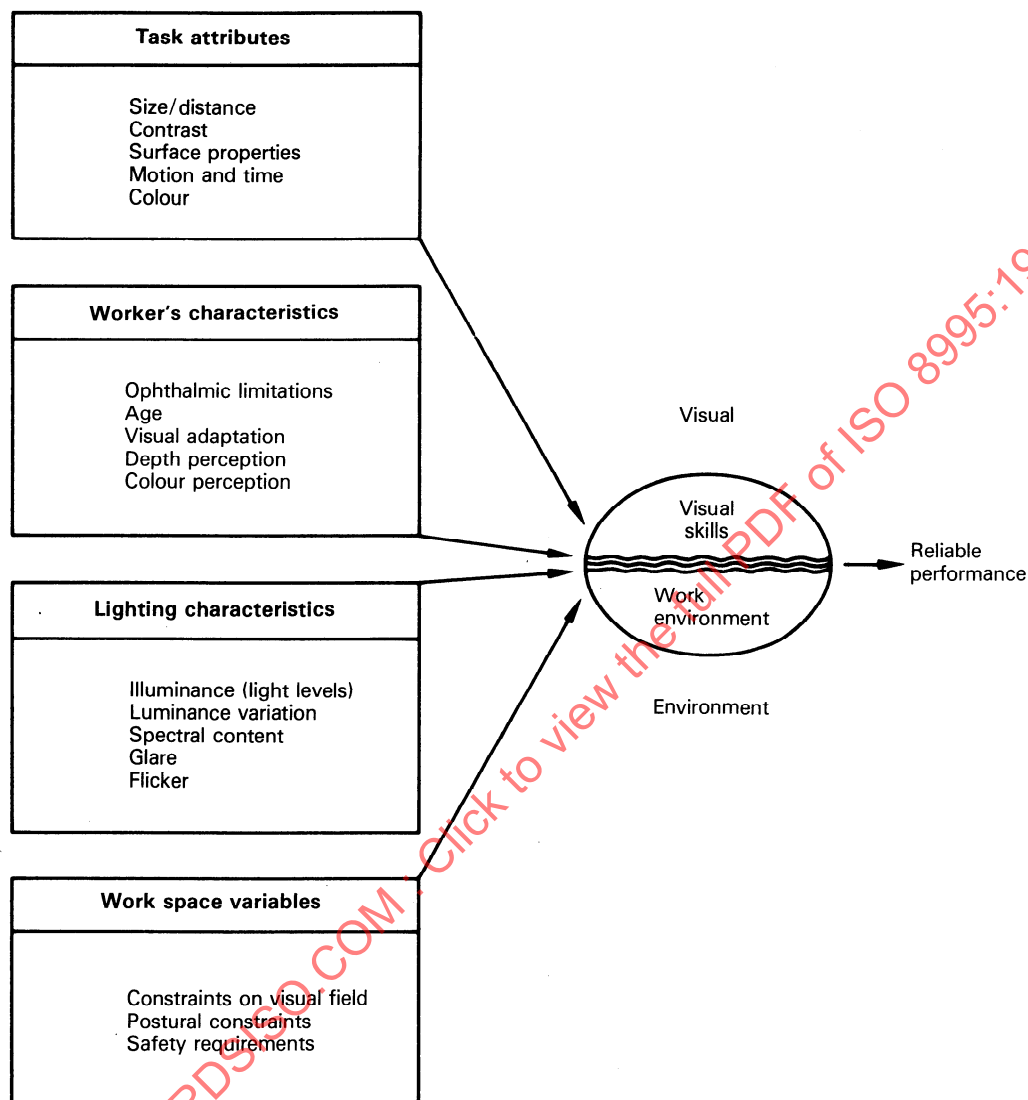 Task attributes
Size/distance
Contrast
Surface properties
Motion and time
Colour
Worker's characteristics
Ophthalmic limitations
Age
Visual adaptation
Depth perception
Colour perception
Lighting characteristics
Illuminance (light levels)
Luminance variation
Spectral content
Glare
Flicker
Work space variables
Constraints on visual field
Postural constraints
Safety requirements
Visual
Visual
skills
Work
environment
Environment
Reliable
performance
Click to view the full PDF of ISO 8995:19